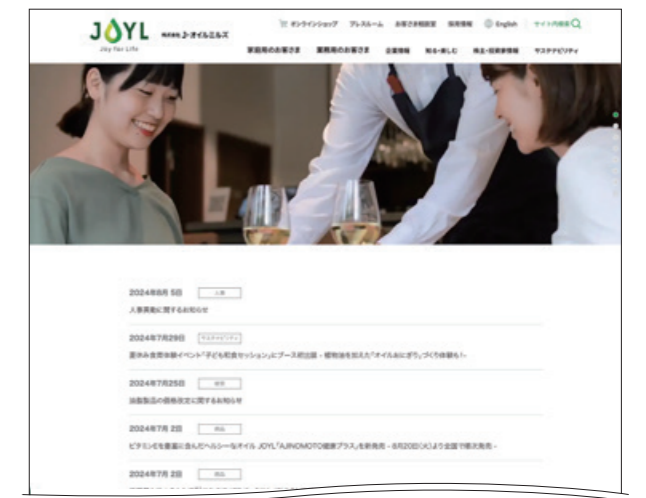 JOYL
Joy for Life
株式会社 J-オイルミルズ
オンラインショップ プレスルーム お客さま相談室 採用情報 English サイト内検索
家庭用のお客さま 業務用のお客さま 企業情報 知る・楽しむ 株主・投資家情報 サステナビリティ
2024年8月 5日 人事
人事異動に関するお知らせ
2024年7月29日 サステナビリティ
夏休み食育体験イベント「子ども和食セッション」にブース初出展 - 植物油を加えた「オイルおにぎり」づくり体験も! -
2024年7月25日 経営
油脂製品の価格改定に関するお知らせ
2024年7月 2日 商品
ビタミンEを豊富に含んだヘルシーなオイル JOYL「AJINOMOTO健康プラス」を新発売 - 8月20日(火)より全国で順次発売 -
2024年7月 2日 商品